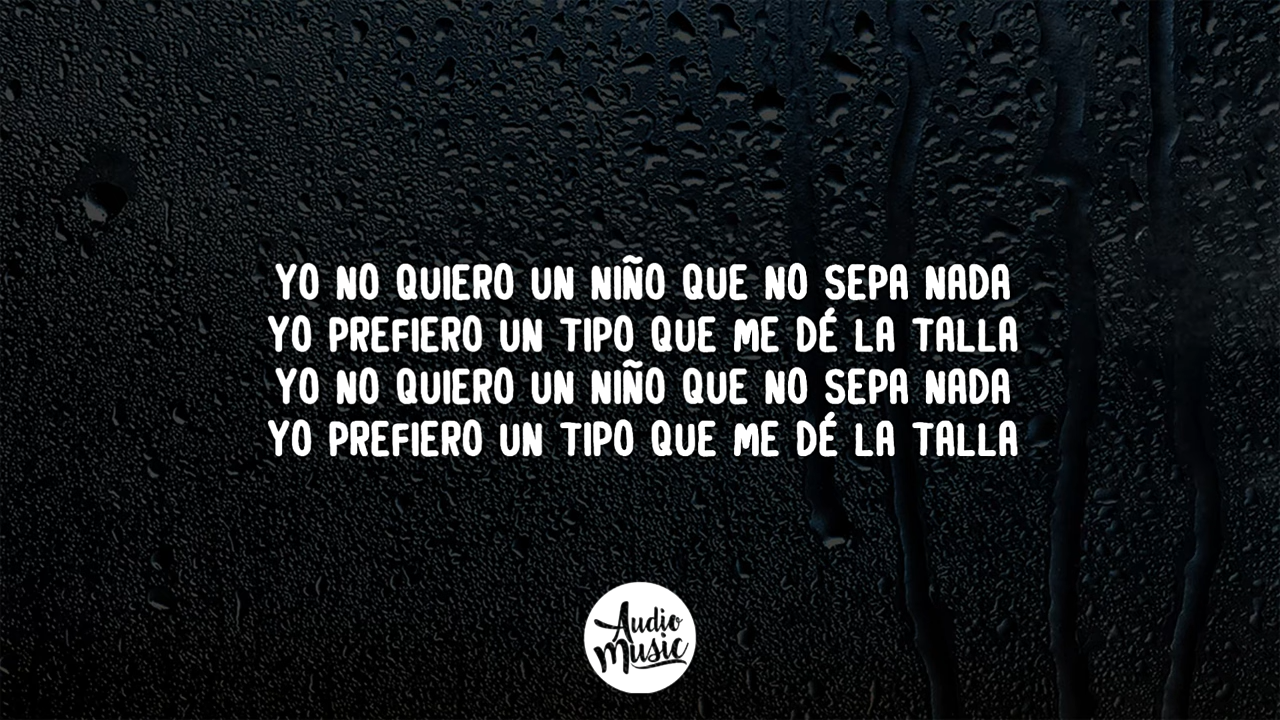 YO NO QUIERO UN NIÑO QUE NO SEPA NADA
YO PREFIERO UN TIPO QUE ME DÉ LA TALLA
YO NO QUIERO UN NIÑO QUE NO SEPA NADA
YO PREFIERO UN TIPO QUE ME DÉ LA TALLA
Audio
Music